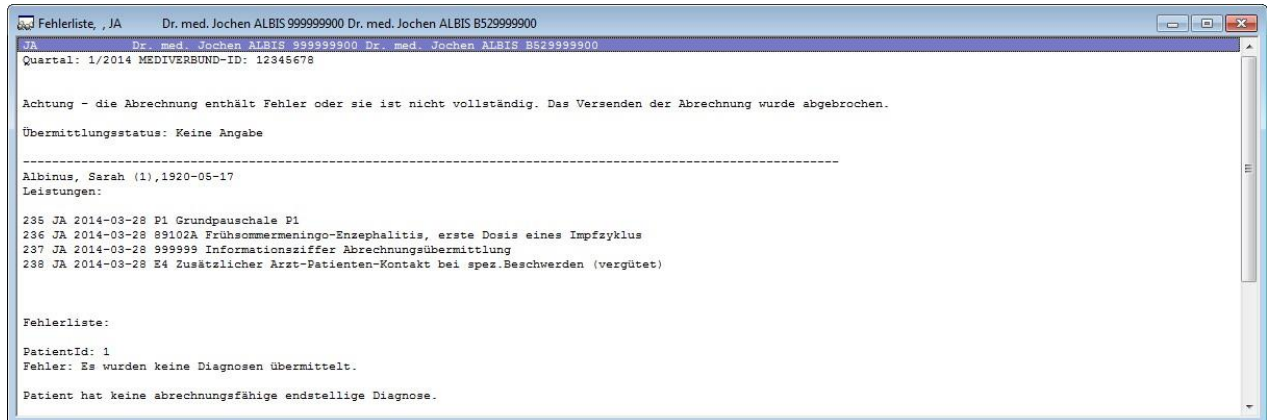 Fehlerliste, , JA Dr. med. Jochen ALBIS 999999900 Dr. med. Jochen ALBIS B529999900
JA Dr. med. Jochen ALBIS 999999900 Dr. med. Jochen ALBIS B529999900
Quartal: 1/2014 MEDIVERBUND-ID: 12345678
Achtung - die Abrechnung enthält Fehler oder sie ist nicht vollständig. Das Versenden der Abrechnung wurde abgebrochen.
Übermittlungsstatus: Keine Angabe
----------------------------------------------------------------------------------------------------------------
Albinus, Sarah (1),1920-05-17
Leistungen:
235 JA 2014-03-28 P1 Grundpauschale P1
236 JA 2014-03-28 89102A Frühsommermeningo-Enzephalitis, erste Dosis eines Impfzyklus
237 JA 2014-03-28 999999 Informationsziffer Abrechnungsübermittlung
238 JA 2014-03-28 E4 Zusätzlicher Arzt-Patienten-Kontakt bei spez.Beschwerden (vergütet)
Fehlerliste:
PatientId: 1
Fehler: Es wurden keine Diagnosen übermittelt.
Patient hat keine abrechnungsfähige endstellige Diagnose.